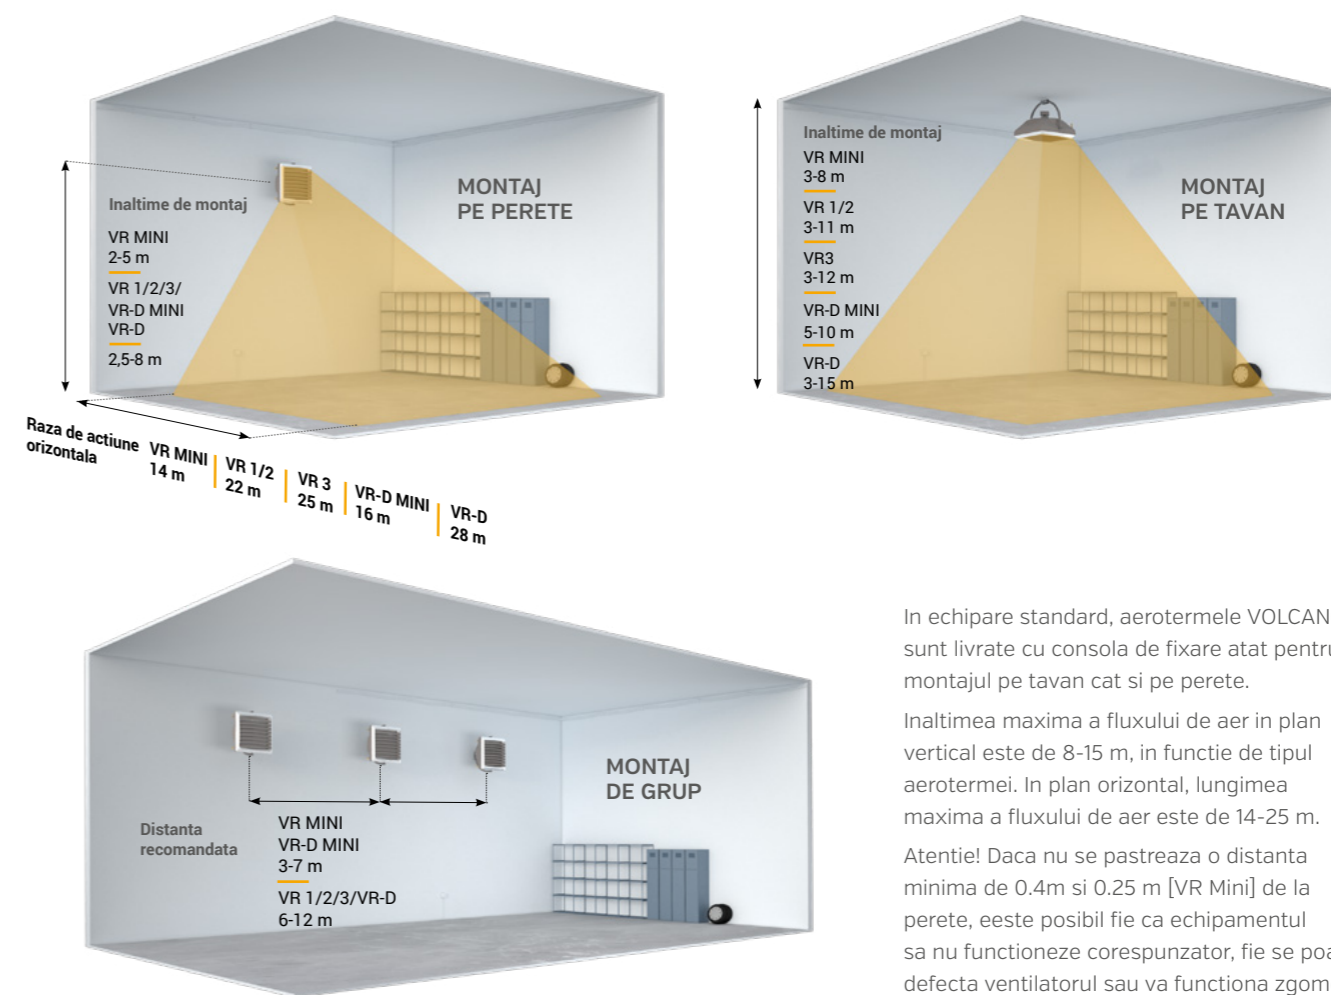 Inaltime de montaj
VR MINI
2-5 m
VR 1/2/3/
VR-D MINI
VR-D
2,5-8 m
MONTAJ
PE PERETE
Raza de actiune
orizontala
VR MINI
14 m
VR 1/2
22 m
VR 3
25 m
VR-D MINI
16 m
VR-D
28 m
Inaltime de montaj
VR MINI
3-8 m
VR 1/2
3-11 m
VR3
3-12 m
VR-D MINI
5-10 m
VR-D
3-15 m
MONTAJ
PE TAVAN
MONTAJ
DE GRUP
Distanta
recomandata
VR MINI
VR-D MINI
3-7 m
VR 1/2/3/VR-D
6-12 m
In echipare standard, aerotermele VOLCAN
sunt livrate cu consola de fixare atat pentru
montajul pe tavan cat si pe perete.
Inaltimea maxima a fluxului de aer in plan
vertical este de 8-15 m, in functie de tipul
aerotermei. In plan orizontal, lungimea
maxima a fluxului de aer este de 14-25 m.
Atentie! Daca nu se pastreaza o distanta
minima de 0.4m si 0.25 m [VR Mini] de la
perete, eeste posibil fie ca echipamentul
sa nu functioneze corespunzator, fie se poa
defecta ventilatorul sau va functiona zgom